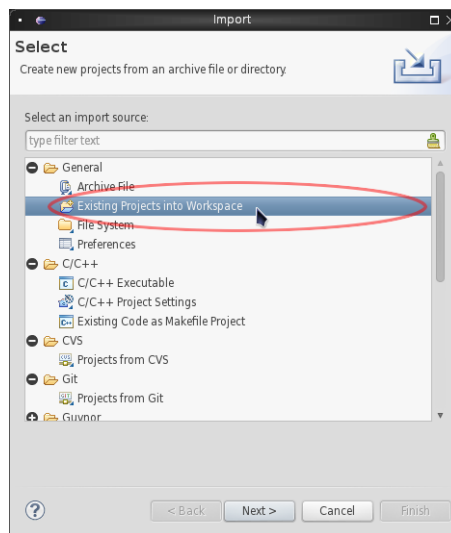 Import
Select
Create new projects from an archive file or directory.
Select an import source:
type filter text
General
Archive File
Existing Projects into Workspace
File System
Preferences
C/C++
C/C++ Executable
C/C++ Project Settings
Existing Code as Makefile Project
CVS
Projects from CVS
Git
Projects from Git
Guvnor
< Back Next > Cancel Finish